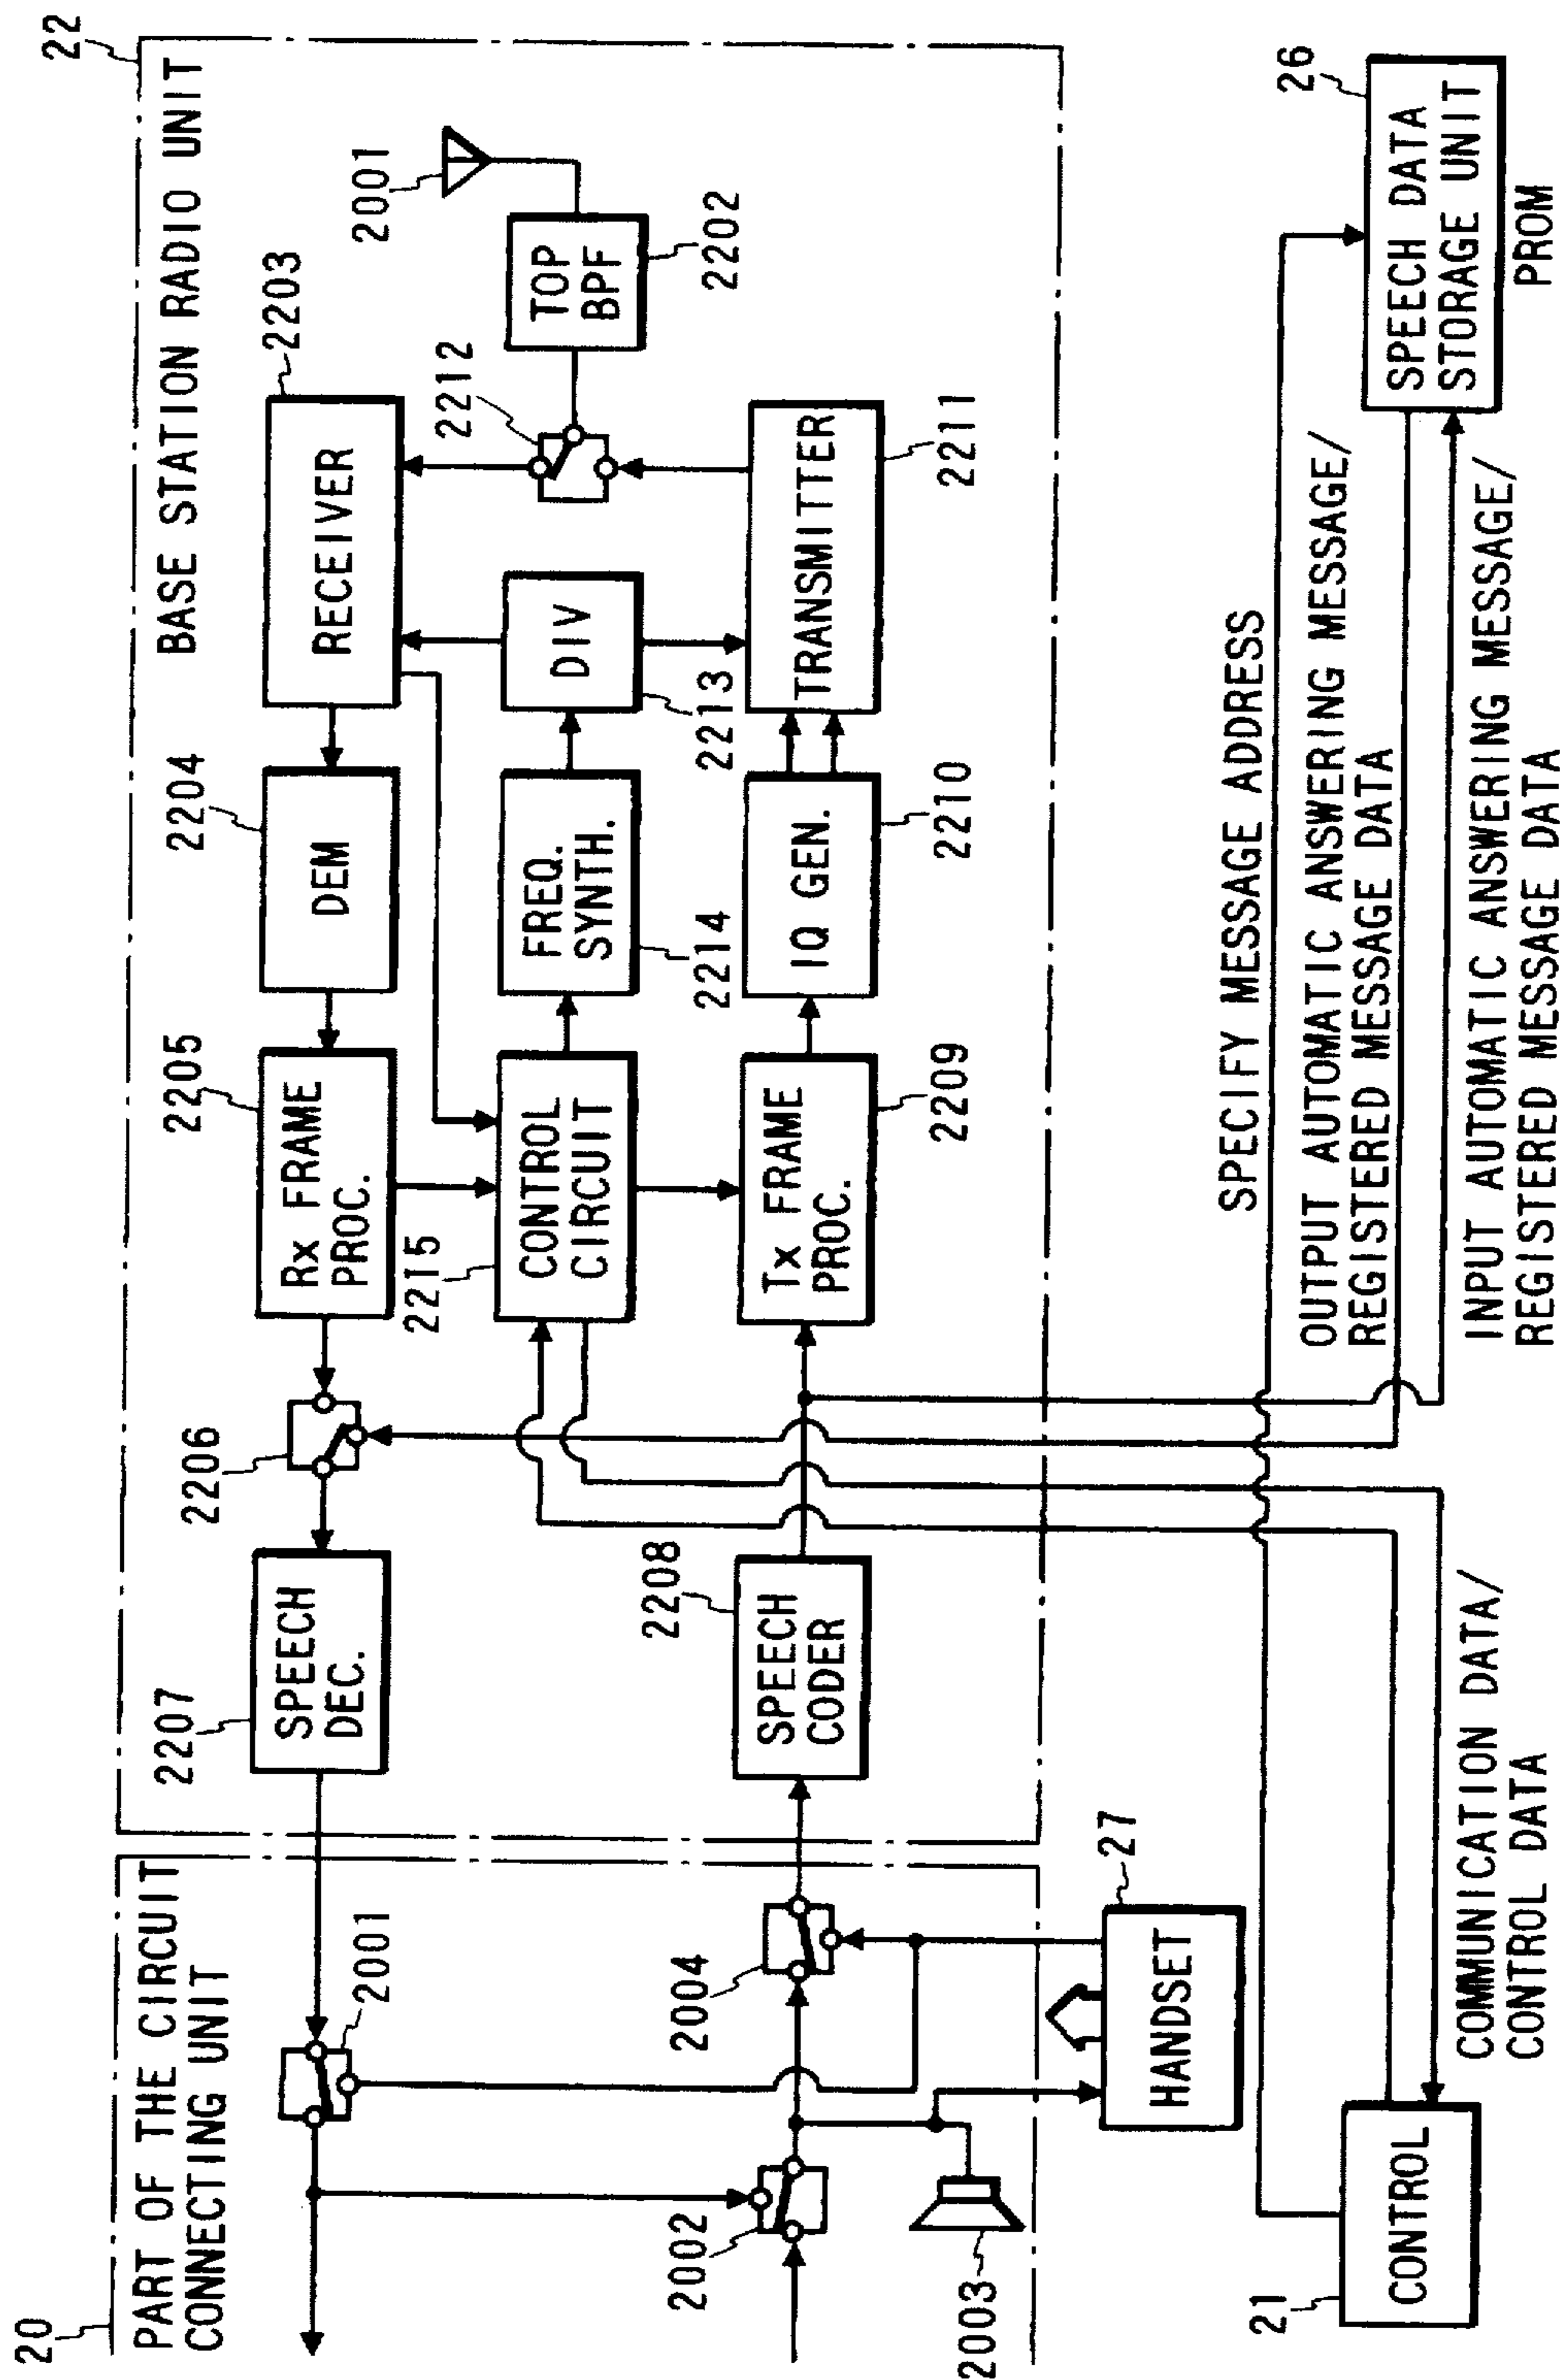 22
BASE STATION RADIO UNIT
2001
TOP
BPF
2202
2203
RECEIVER
2212
TRANSMITTER
2211
DIV
2213
2204
DEM
FREQ.
SYNTH.
2214
IQ GEN.
2210
2205
Rx FRAME
PROC.
2215
CONTROL
CIRCUIT
Tx FRAME
PROC.
2209
2206
2207
SPEECH
DEC.
2208
SPEECH
CODER
20
PART OF THE CIRCUIT
CONNECTING UNIT
2001
2002
2003
2004
27
HANDSET
21
CONTROL
COMMUNICATION DATA/
CONTROL DATA
SPECIFY MESSAGE ADDRESS
OUTPUT AUTOMATIC ANSWERING MESSAGE/
REGISTERED MESSAGE DATA
INPUT AUTOMATIC ANSWERING MESSAGE/
REGISTERED MESSAGE DATA
26
SPEECH DATA
STORAGE UNIT
PROM